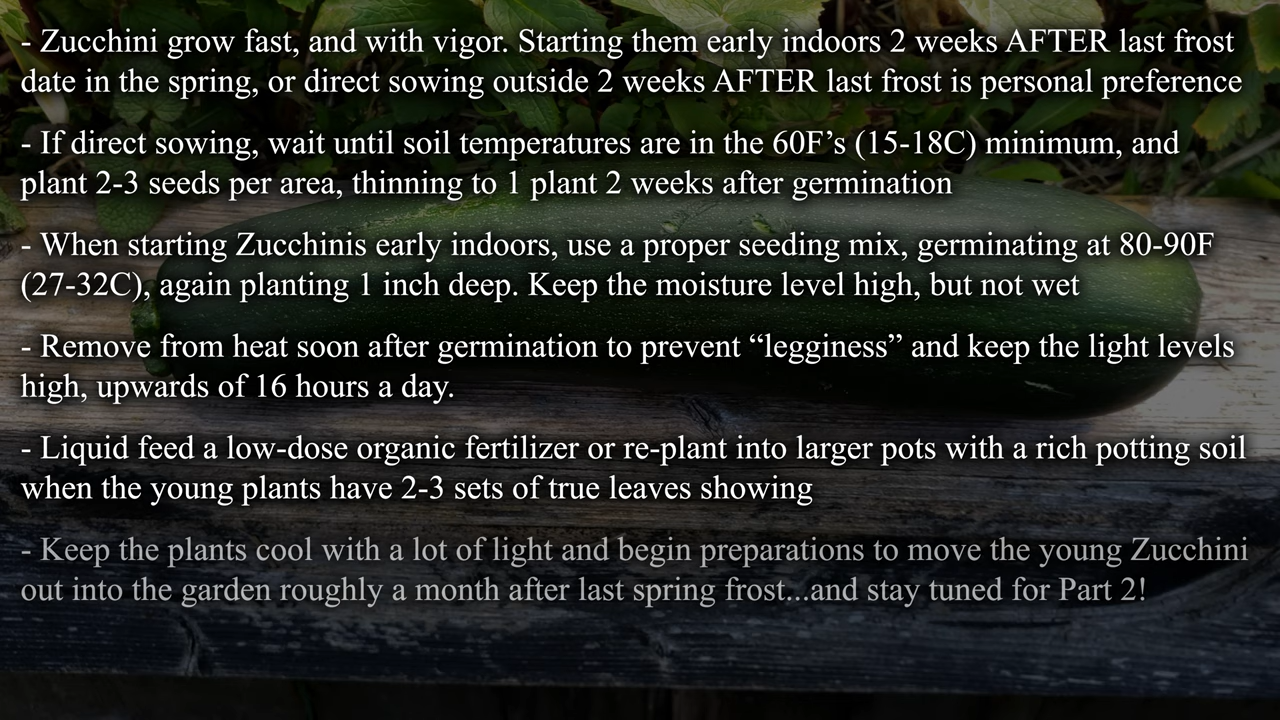 - Zucchini grow fast, and with vigor. Starting them early indoors 2 weeks AFTER last frost
date in the spring, or direct sowing outside 2 weeks AFTER last frost is personal preference
- If direct sowing, wait until soil temperatures are in the 60F’s (15-18C) minimum, and
plant 2-3 seeds per area, thinning to 1 plant 2 weeks after germination
- When starting Zucchinis early indoors, use a proper seeding mix, germinating at 80-90F
(27-32C), again planting 1 inch deep. Keep the moisture level high, but not wet
- Remove from heat soon after germination to prevent “legginess” and keep the light levels
high, upwards of 16 hours a day.
- Liquid feed a low-dose organic fertilizer or re-plant into larger pots with a rich potting soil
when the young plants have 2-3 sets of true leaves showing
- Keep the plants cool with a lot of light and begin preparations to move the young Zucchini
out into the garden roughly a month after last spring frost...and stay tuned for Part 2!